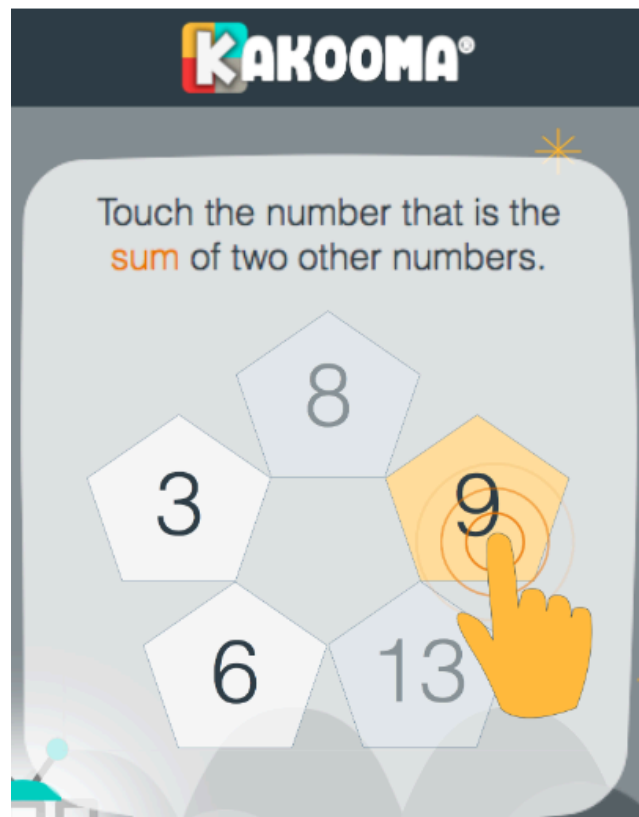 KAKOOMA®
Touch the number that is the
sum of two other numbers.
8
3
9
6
13